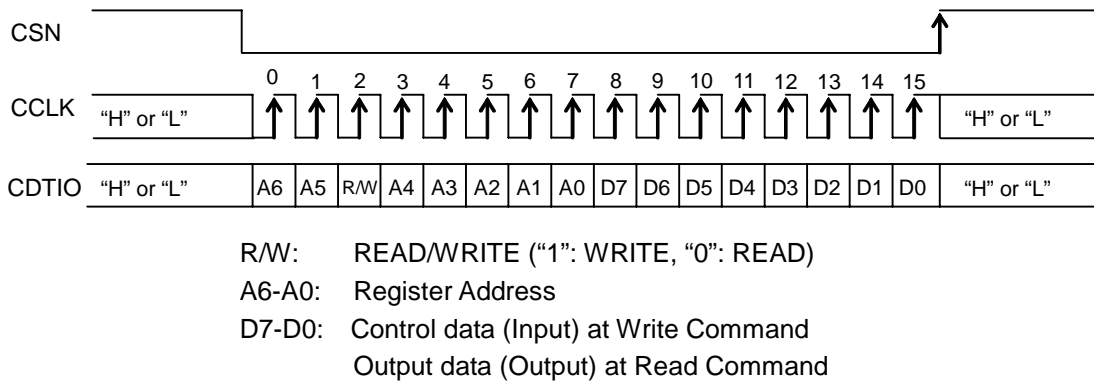 CSN
0 1 2 3 4 5 6 7 8 9 10 11 12 13 14 15
CCLK "H" or "L" "H" or "L"
CDTIO "H" or "L" A6 A5 R/W A4 A3 A2 A1 A0 D7 D6 D5 D4 D3 D2 D1 D0 "H" or "L"
R/W: READ/WRITE (“1”: WRITE, “0”: READ)
A6-A0: Register Address
D7-D0: Control data (Input) at Write Command
Output data (Output) at Read Command